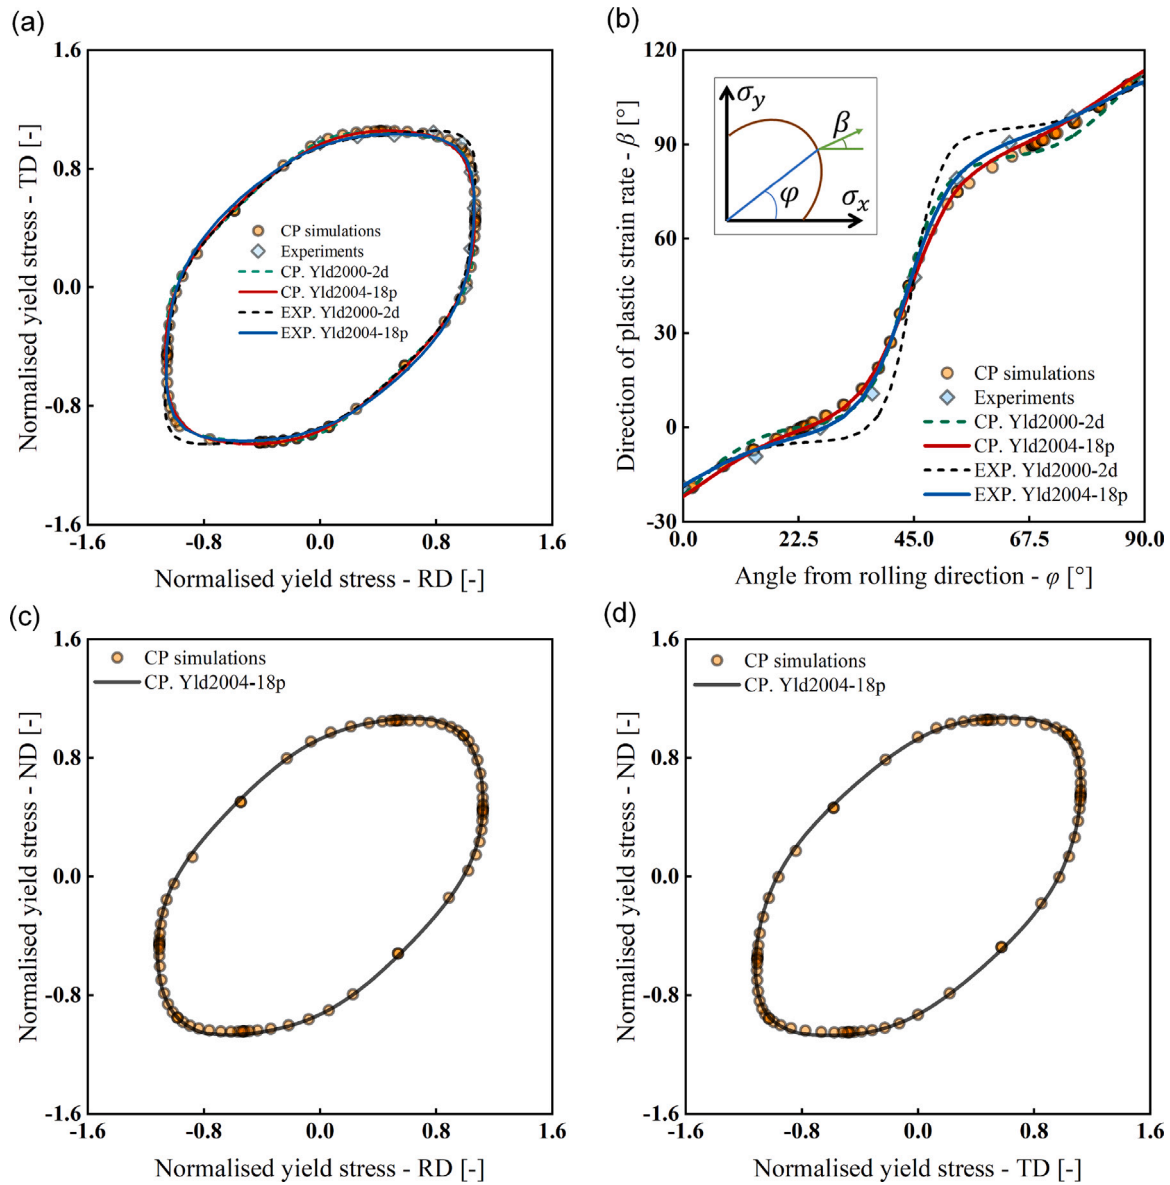 (a)
1.6
0.8
0.0
-0.8
-1.6
-1.6
-0.8
0.0
0.8
1.6
Normalised yield stress - TD [-]
Normalised yield stress - RD [-]
CP simulations
Experiments
CP. Yld2000-2d
CP. Yld2004-18p
EXP. Yld2000-2d
EXP. Yld2004-18p
(b)
120
90
60
30
0
-30
0.0
22.5
45.0
67.5
90.0
Direction of plastic strain rate - β [°]
Angle from rolling direction - φ [°]
σy
β
φ
σx
CP simulations
Experiments
CP. Yld2000-2d
CP. Yld2004-18p
EXP. Yld2000-2d
EXP. Yld2004-18p
(c)
1.6
0.8
0.0
-0.8
-1.6
-1.6
-0.8
0.0
0.8
1.6
Normalised yield stress - ND [-]
Normalised yield stress - RD [-]
CP simulations
CP. Yld2004-18p
(d)
1.6
0.8
0.0
-0.8
-1.6
-1.6
-0.8
0.0
0.8
1.6
Normalised yield stress - ND [-]
Normalised yield stress - TD [-]
CP simulations
CP. Yld2004-18p